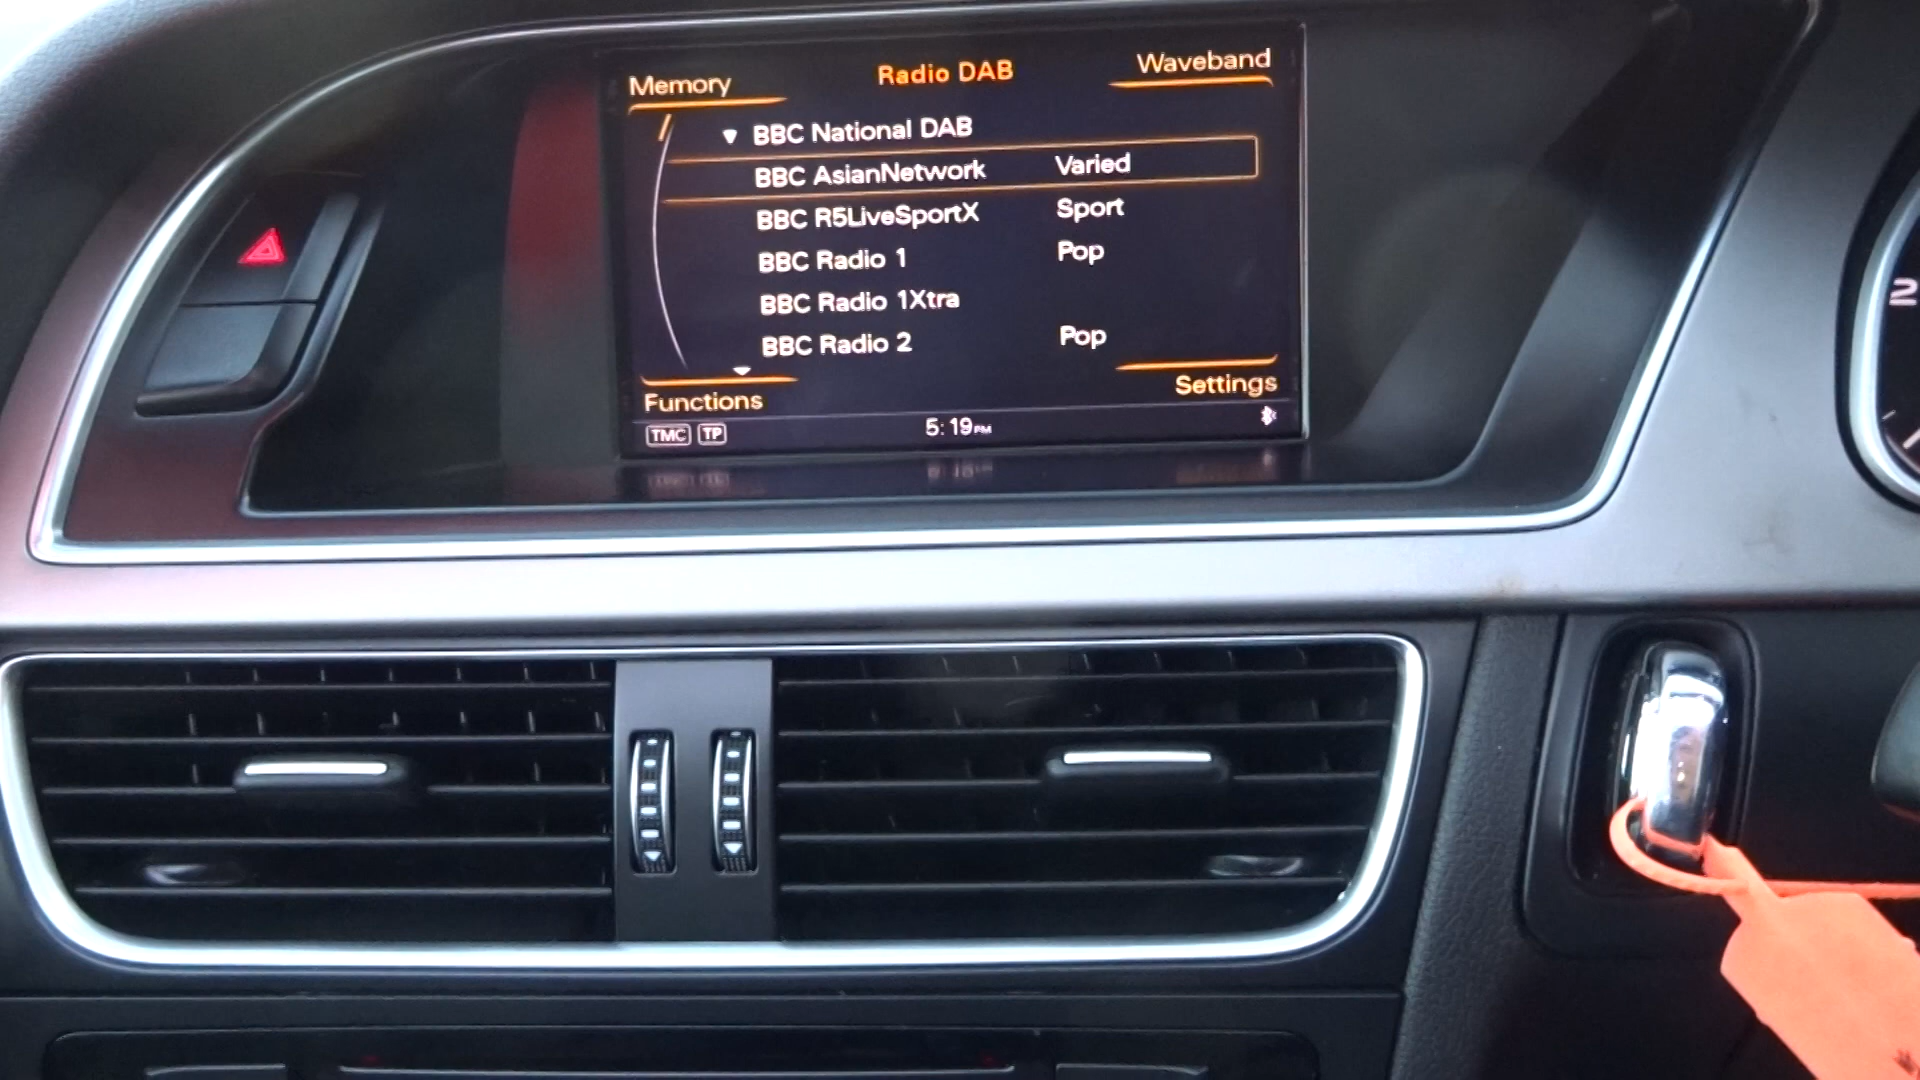 Memory Radio DAB Waveband
BBC National DAB
BBC AsianNetwork Varied
BBC R5LiveSportX Sport
BBC Radio 1 Pop
BBC Radio 1Xtra
BBC Radio 2 Pop
Functions Settings
TMC TP 5:19PM
2